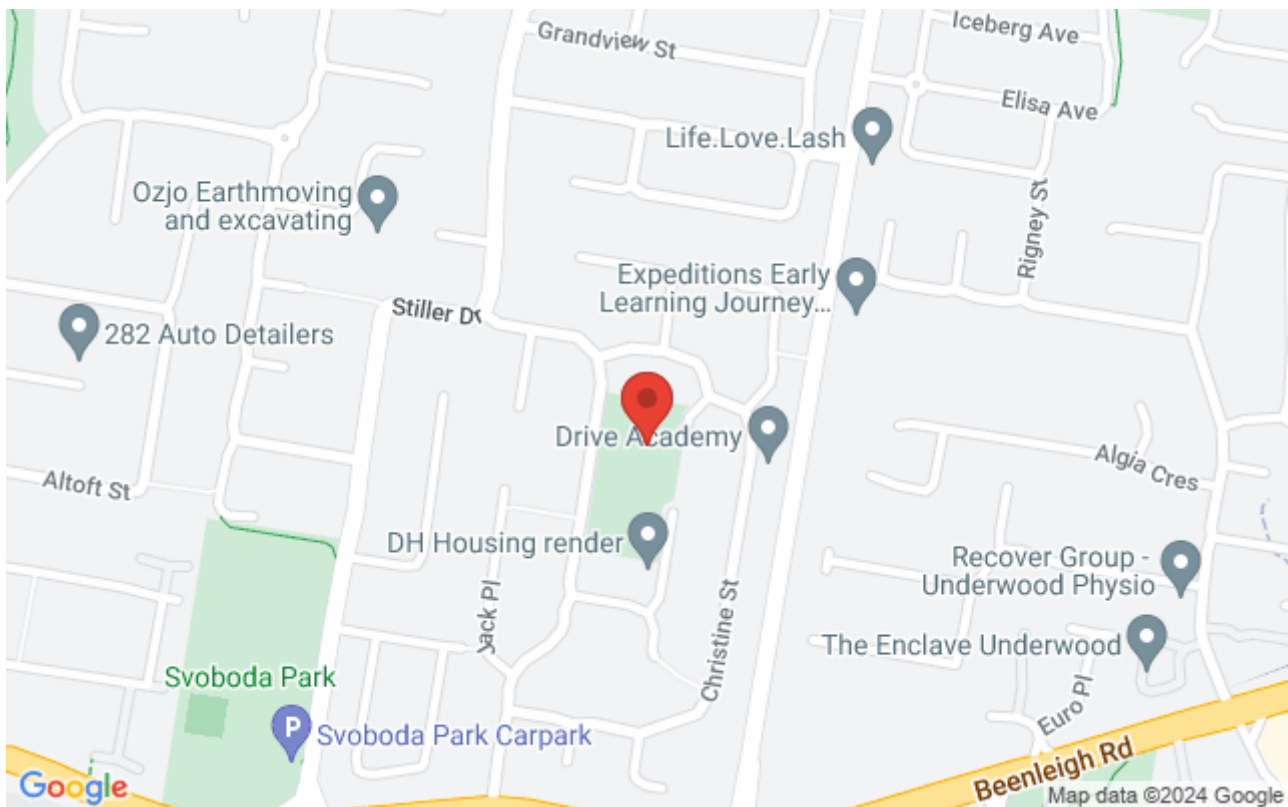 Grandview St
Iceberg Ave
Elisa Ave
Life.Love.Lash
Ozjo Earthmoving
and excavating
Rigney St
Expeditions Early
Learning Journey...
Stiller Dr
282 Auto Detailers
Drive Academy
Algia Cres
Altoft St
DH Housing render
Recover Group -
Underwood Physio
Jack Pl
Christine St
The Enclave Underwood
Svoboda Park
Euro Pl
P
Svoboda Park Carpark
Beenleigh Rd
Google
Map data ©2024 Google